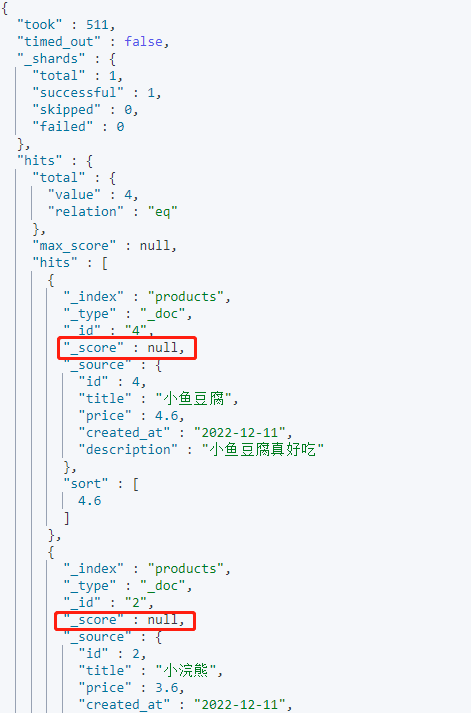 {
"took" : 511,
"timed_out" : false,
"_shards" : {
"total" : 1,
"successful" : 1,
"skipped" : 0,
"failed" : 0
},
"hits" : {
"total" : {
"value" : 4,
"relation" : "eq"
},
"max_score" : null,
"hits" : [
{
"_index" : "products",
"_type" : "_doc",
"_id" : "4",
"_score" : null,
"_source" : {
"id" : 4,
"title" : "小鱼豆腐",
"price" : 4.6,
"created_at" : "2022-12-11",
"description" : "小鱼豆腐真好吃"
},
"sort" : [
4.6
]
},
{
"_index" : "products",
"_type" : "_doc",
"_id" : "2",
"_score" : null,
"_source" : {
"id" : 2,
"title" : "小浣熊",
"price" : 3.6,
"created_at" : "2022-12-11",